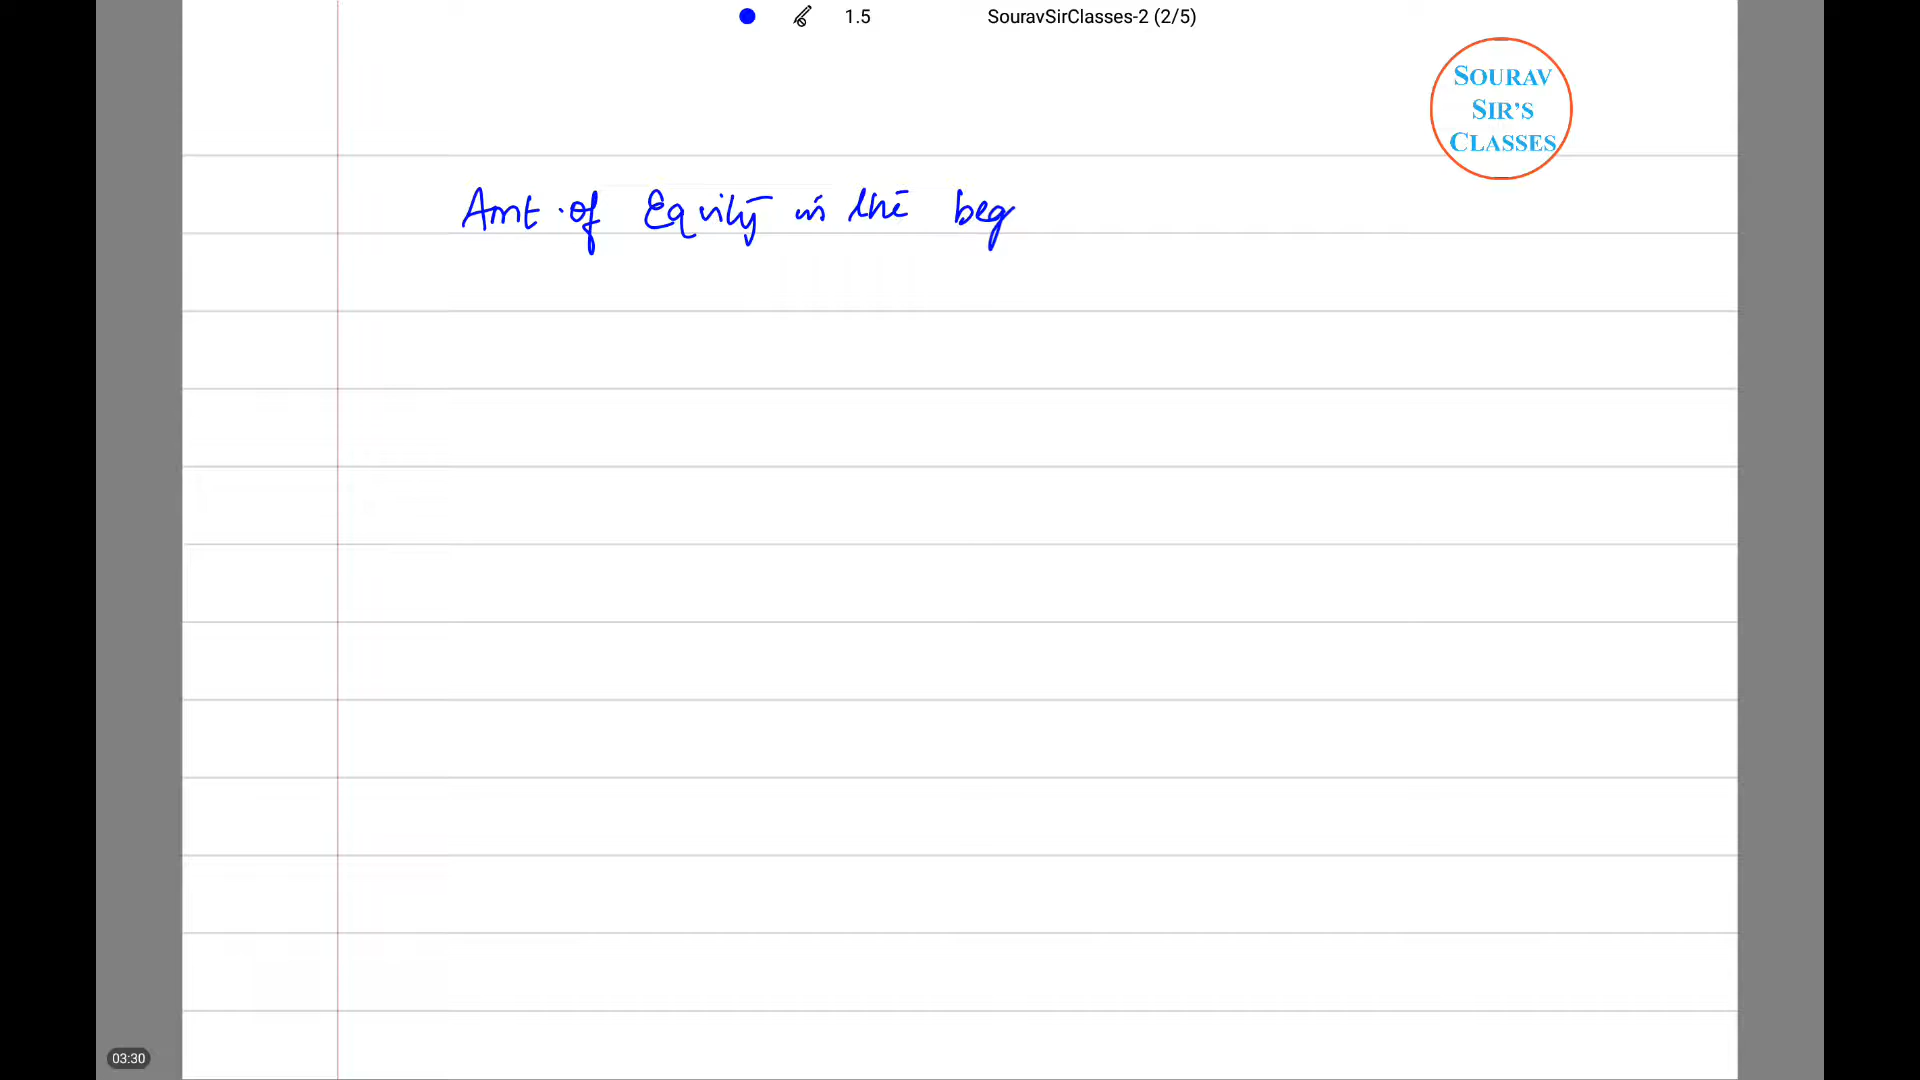 1.5 SouravSirClasses-2 (2/5)
SOURAV
SIR'S
CLASSES
Amt. of Equity in the beg
03:30